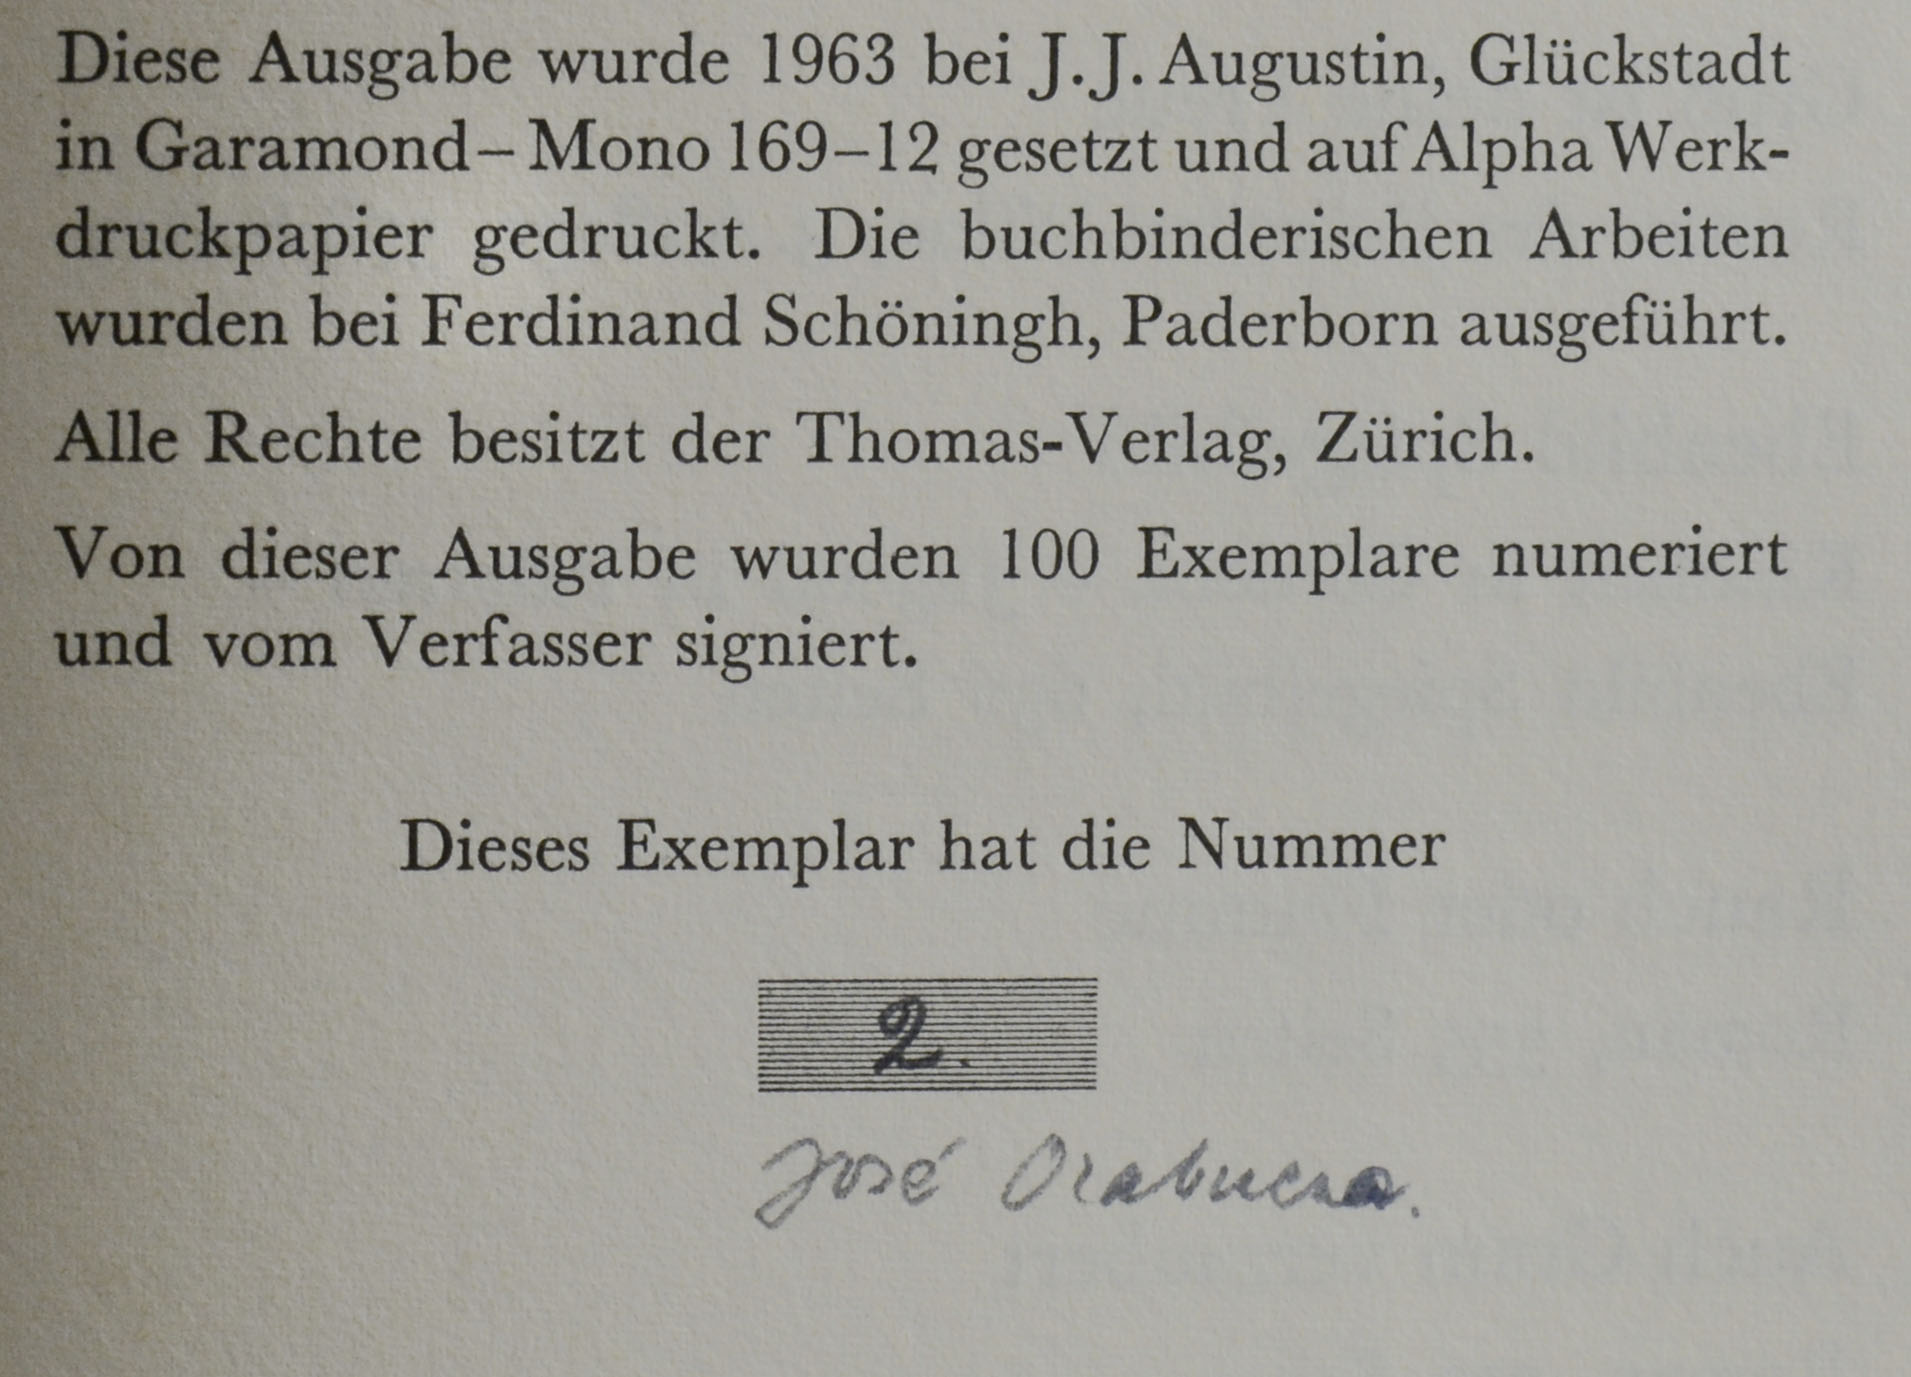 Diese Ausgabe wurde 1963 bei J.J. Augustin, Glückstadt
in Garamond–Mono 169–12 gesetzt und auf Alpha Werk-
druckpapier gedruckt. Die buchbinderischen Arbeiten
wurden bei Ferdinand Schöningh, Paderborn ausgeführt.
Alle Rechte besitzt der Thomas-Verlag, Zürich.
Von dieser Ausgabe wurden 100 Exemplare numeriert
und vom Verfasser signiert.
Dieses Exemplar hat die Nummer
2.
José Orabuena.